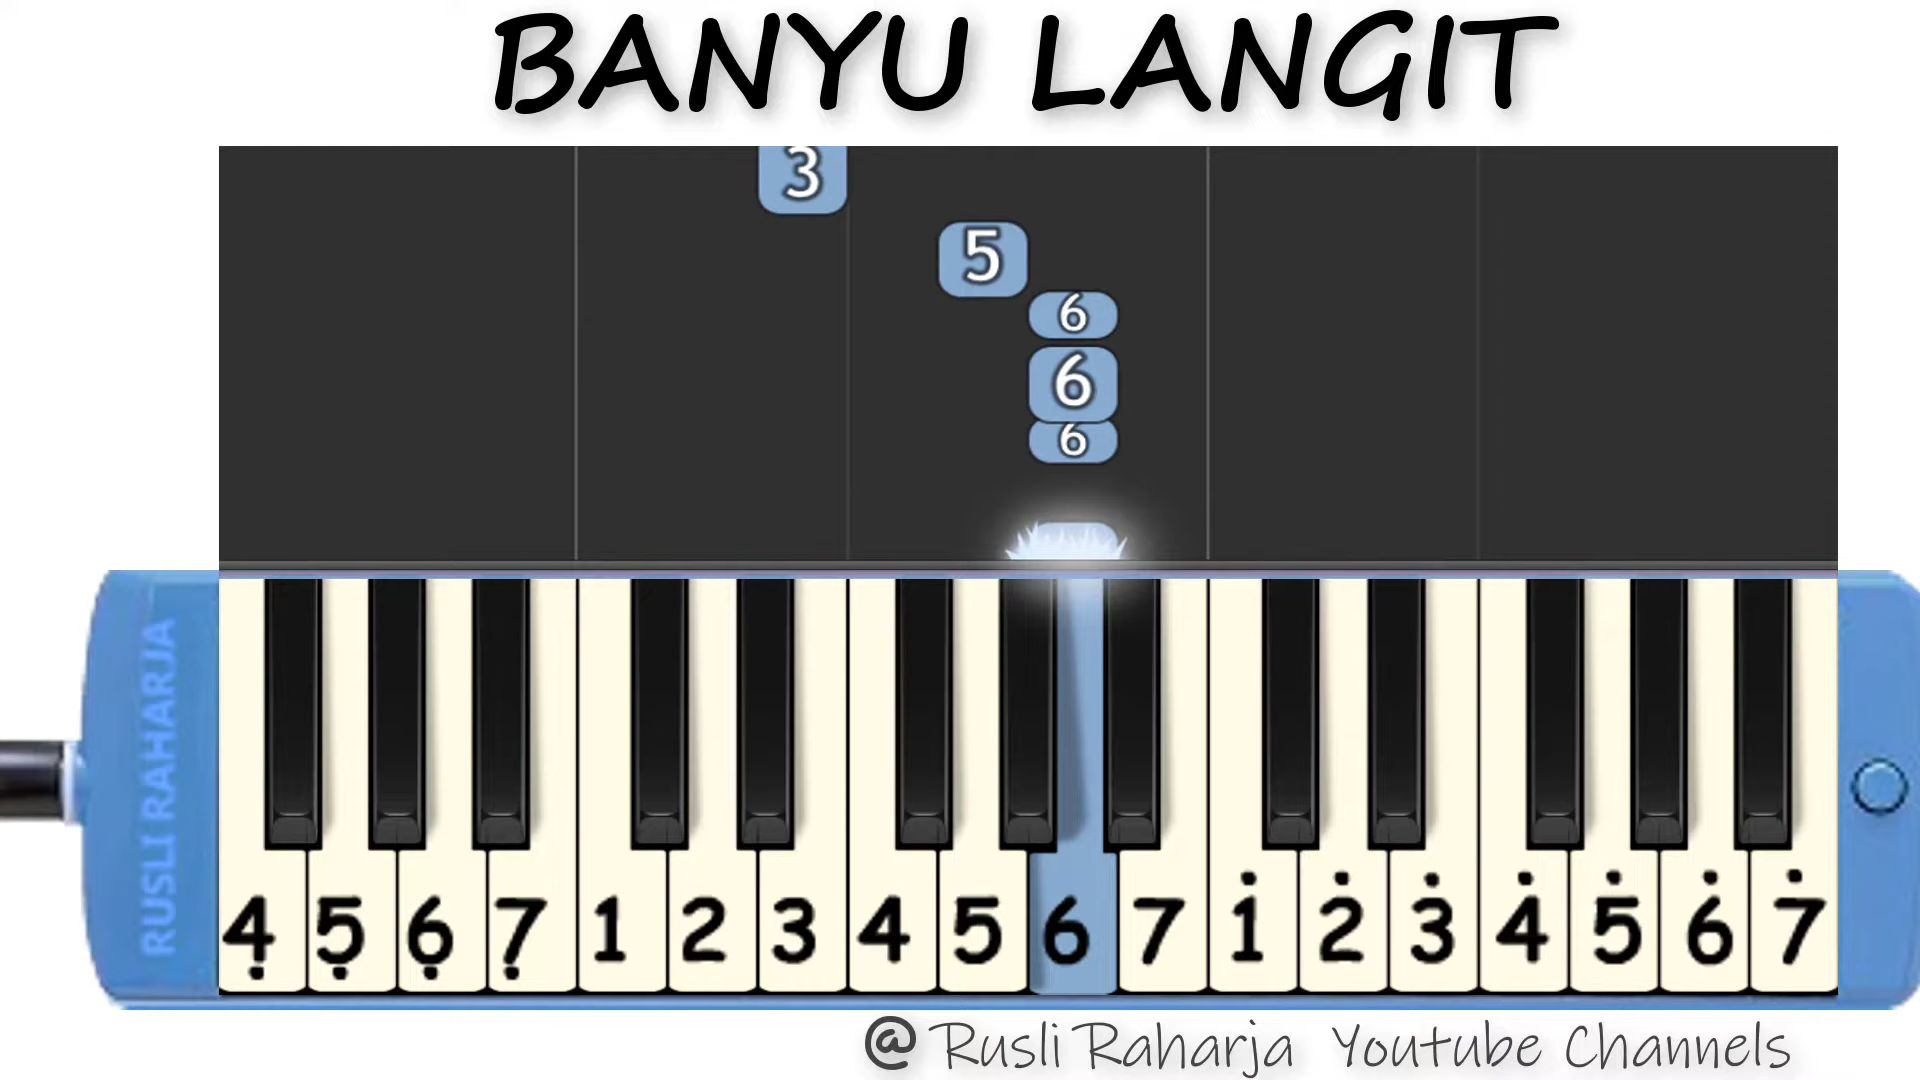 BANYU LANGIT
3
5
6
6
6
RUSLI RAHARJA
4̣ 5̣ 6̣ 7̣ 1 2 3 4 5 6 7 1̇ 2̇ 3̇ 4̇ 5̇ 6̇ 7̇
@ Rusli Raharja Youtube Channels